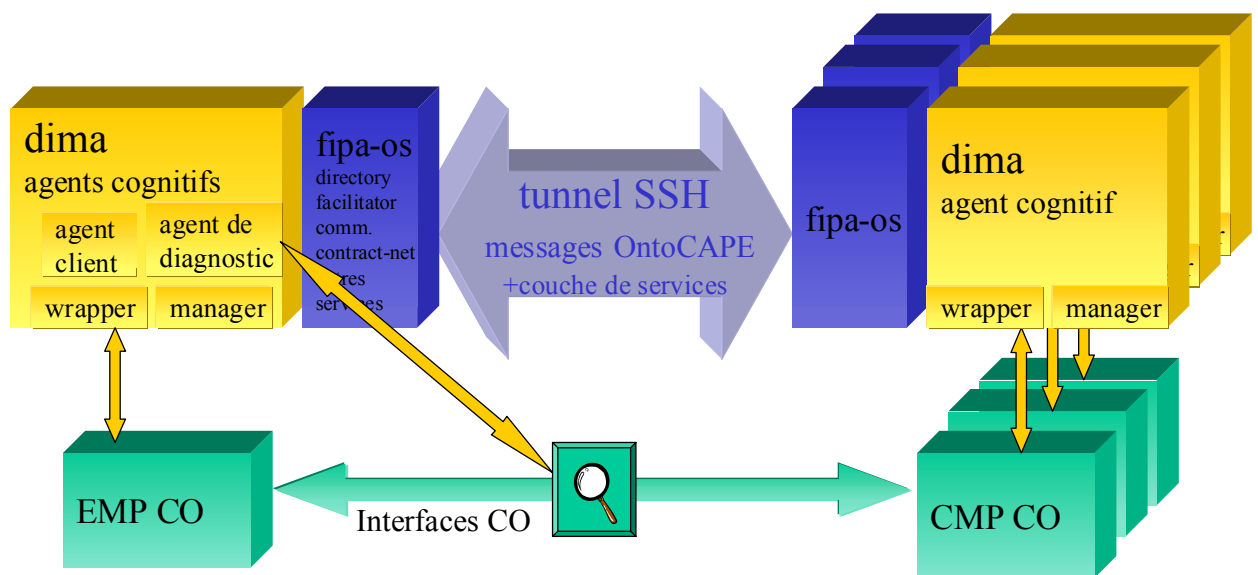 dima
agents cognitifs
agent
client
agent de
diagnostic
wrapper
manager
fipa-os
directory
facilitator
comm.
contract-net
services
tunnel SSH
messages OntoCAPE
+couche de services
fipa-os
dima
agent cognitif
wrapper
manager
EMP CO
Interfaces CO
CMP CO